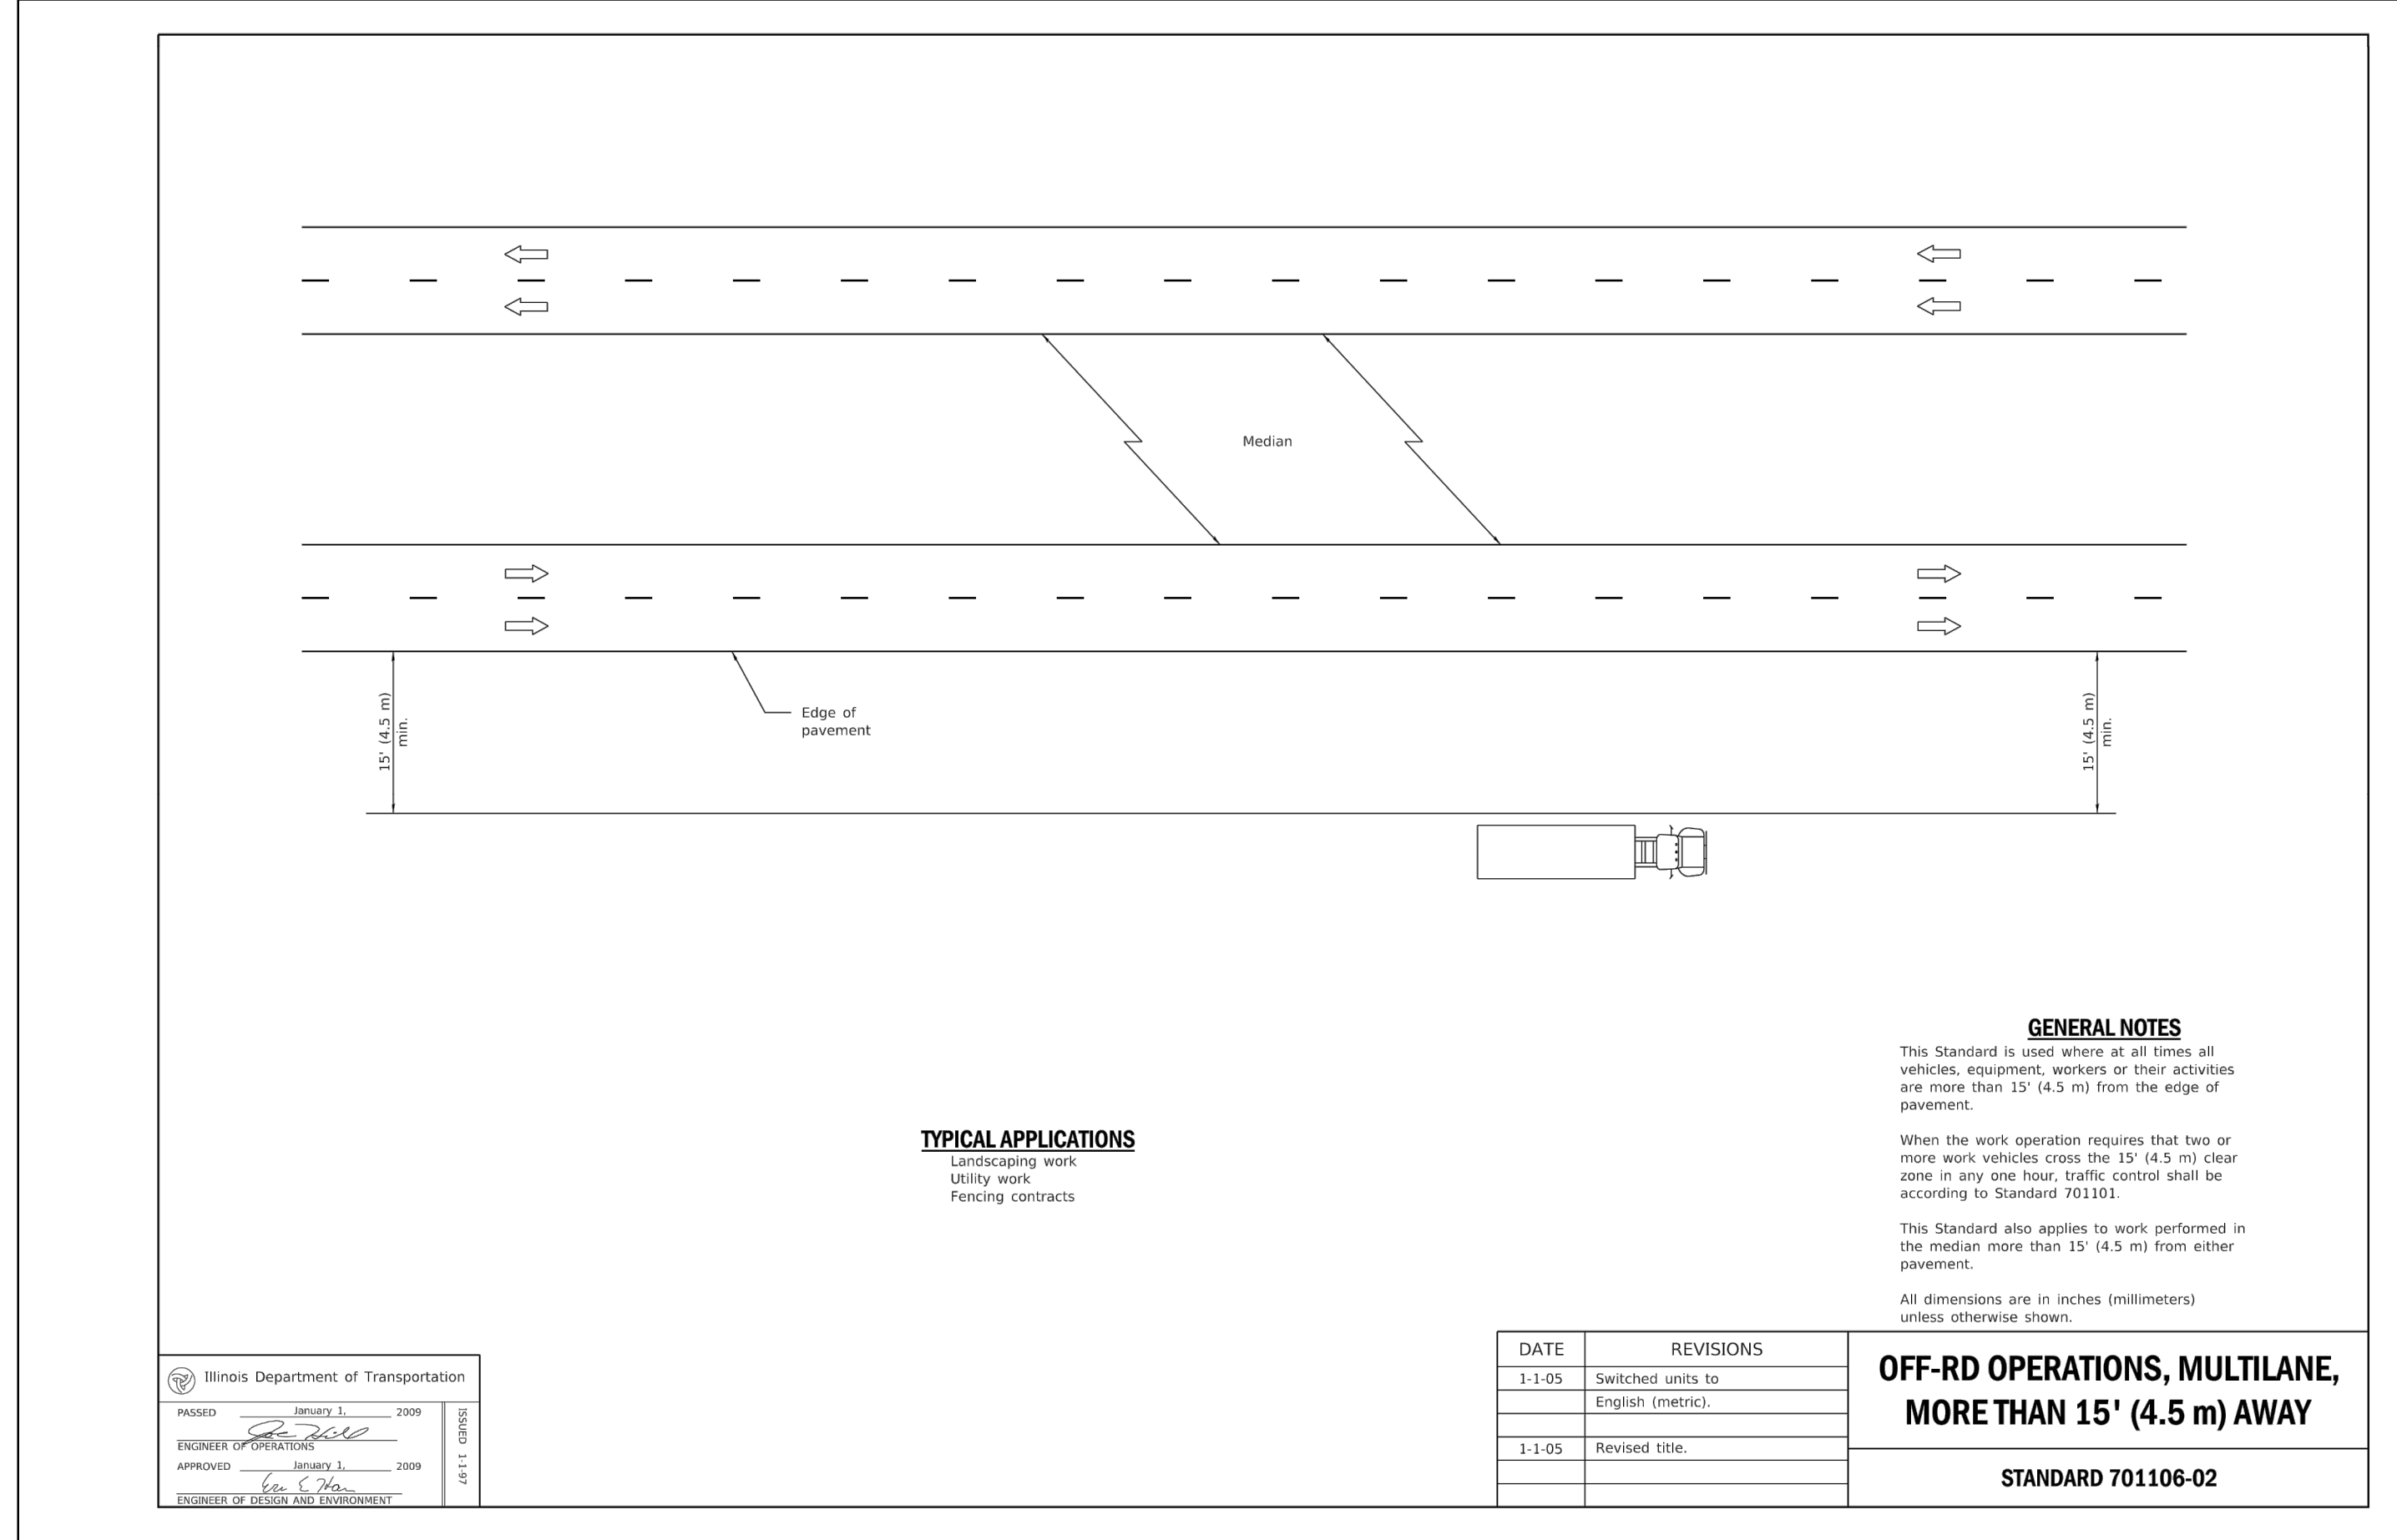 Median
Edge of
pavement
15' (4.5 m)
min.
15' (4.5 m)
min.
GENERAL NOTES
This Standard is used where at all times all
vehicles, equipment, workers or their activities
are more than 15' (4.5 m) from the edge of
pavement.
When the work operation requires that two or
more work vehicles cross the 15' (4.5 m) clear
zone in any one hour, traffic control shall be
according to Standard 701101.
This Standard also applies to work performed in
the median more than 15' (4.5 m) from either
pavement.
All dimensions are in inches (millimeters)
unless otherwise shown.
TYPICAL APPLICATIONS
Landscaping work
Utility work
Fencing contracts
Illinois Department of Transportation
PASSED January 1, 2009
ENGINEER OF OPERATIONS
APPROVED January 1, 2009
ENGINEER OF DESIGN AND ENVIRONMENT
ISSUED 1-1-97
DATE REVISIONS
1-1-05 Switched units to
English (metric).
1-1-05 Revised title.
OFF-RD OPERATIONS, MULTILANE,
MORE THAN 15' (4.5 m) AWAY
STANDARD 701106-02